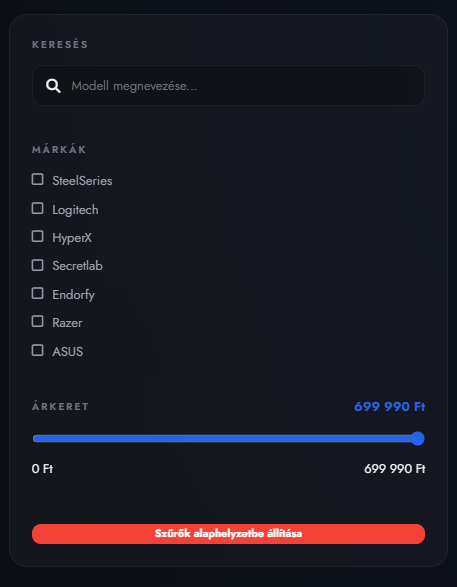 KERESÉS
Modell megnevezése...
MÁRKÁK
SteelSeries
Logitech
HyperX
Secretlab
Endorfy
Razer
ASUS
ÁRKERET 699 990 Ft
0 Ft 699 990 Ft
Szűrők alaphelyzetbe állítása